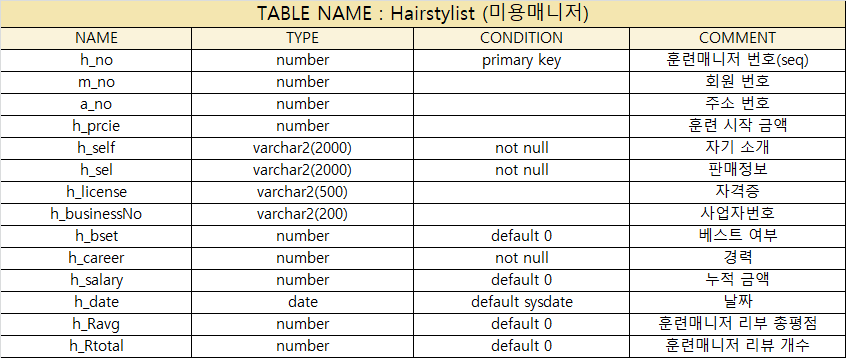 TABLE NAME : Hairstylist (미용매니저)
NAME TYPE CONDITION COMMENT
h_no number primary key 훈련매니저 번호(seq)
m_no number 회원 번호
a_no number 주소 번호
h_prcie number 훈련 시작 금액
h_self varchar2(2000) not null 자기 소개
h_sel varchar2(2000) not null 판매정보
h_license varchar2(500) 자격증
h_businessNo varchar2(200) 사업자번호
h_bset number default 0 베스트 여부
h_career number not null 경력
h_salary number default 0 누적 금액
h_date date default sysdate 날짜
h_Ravg number default 0 훈련매니저 리부 총평점
h_Rtotal number default 0 훈련매니저 리뷰 개수